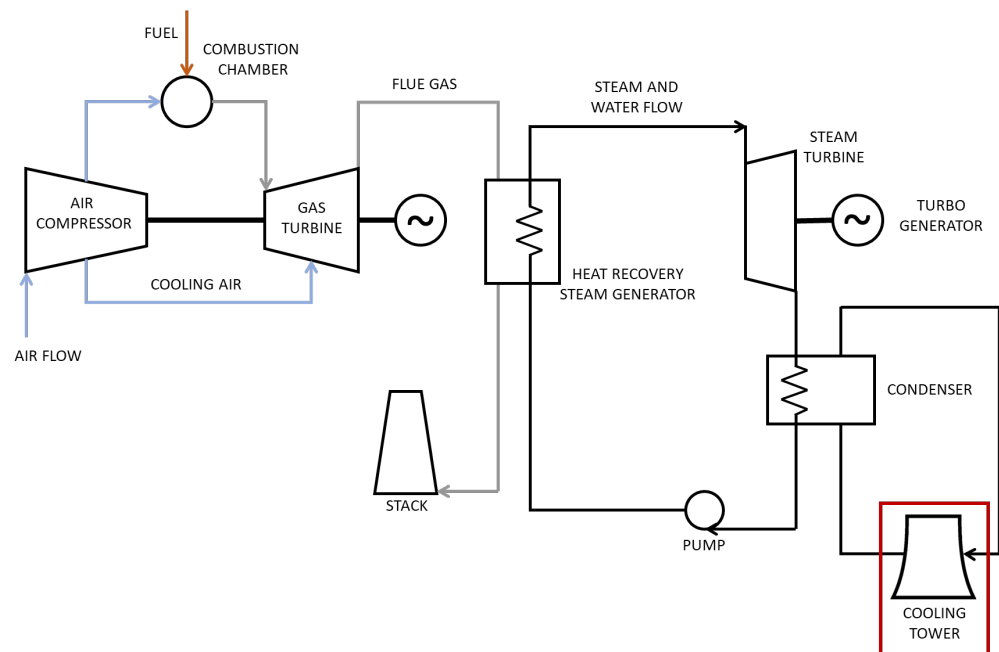 FUEL
COMBUSTION
CHAMBER
FLUE GAS
STEAM AND
WATER FLOW
STEAM
TURBINE
AIR
COMPRESSOR
GAS
TURBINE
~
~
TURBO
GENERATOR
COOLING AIR
HEAT RECOVERY
STEAM GENERATOR
AIR FLOW
CONDENSER
STACK
PUMP
COOLING
TOWER